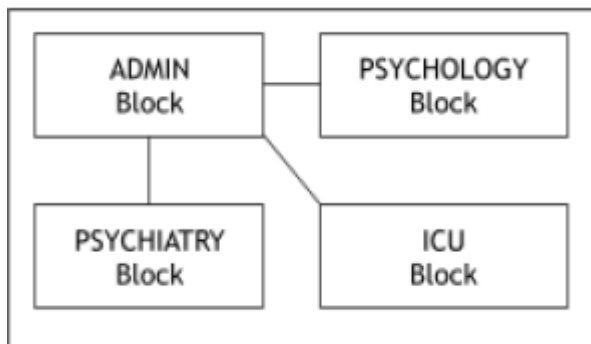 ADMIN
Block
PSYCHOLOGY
Block
PSYCHIATRY
Block
ICU
Block